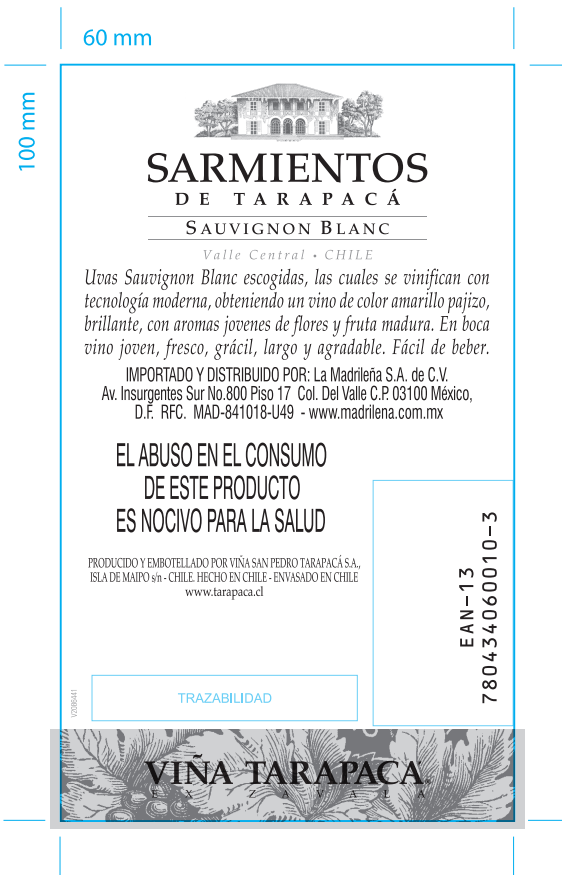 60 mm
100 mm
SARMIENTOS
DE TARAPACÁ
SAUVIGNON BLANC
Valle Central • CHILE
Uvas Sauvignon Blanc escogidas, las cuales se vinifican con
tecnología moderna, obteniendo un vino de color amarillo pajizo,
brillante, con aromas jovenes de flores y fruta madura. En boca
vino joven, fresco, grácil, largo y agradable. Fácil de beber.
IMPORTADO Y DISTRIBUIDO POR: La Madrileña S.A. de C.V.
Av. Insurgentes Sur No.800 Piso 17 Col. Del Valle C.P. 03100 México,
D.F. RFC. MAD-841018-U49 - www.madrilena.com.mx
EL ABUSO EN EL CONSUMO
DE ESTE PRODUCTO
ES NOCIVO PARA LA SALUD
PRODUCIDO Y EMBOTELLADO POR VIÑA SAN PEDRO TARAPACÁ S.A.,
ISLA DE MAIPO s/n - CHILE. HECHO EN CHILE - ENVASADO EN CHILE
www.tarapaca.cl
EAN-13
780434060010-3
TRAZABILIDAD
V2086441
VIÑA TARAPACÁ
EX ZAVALA